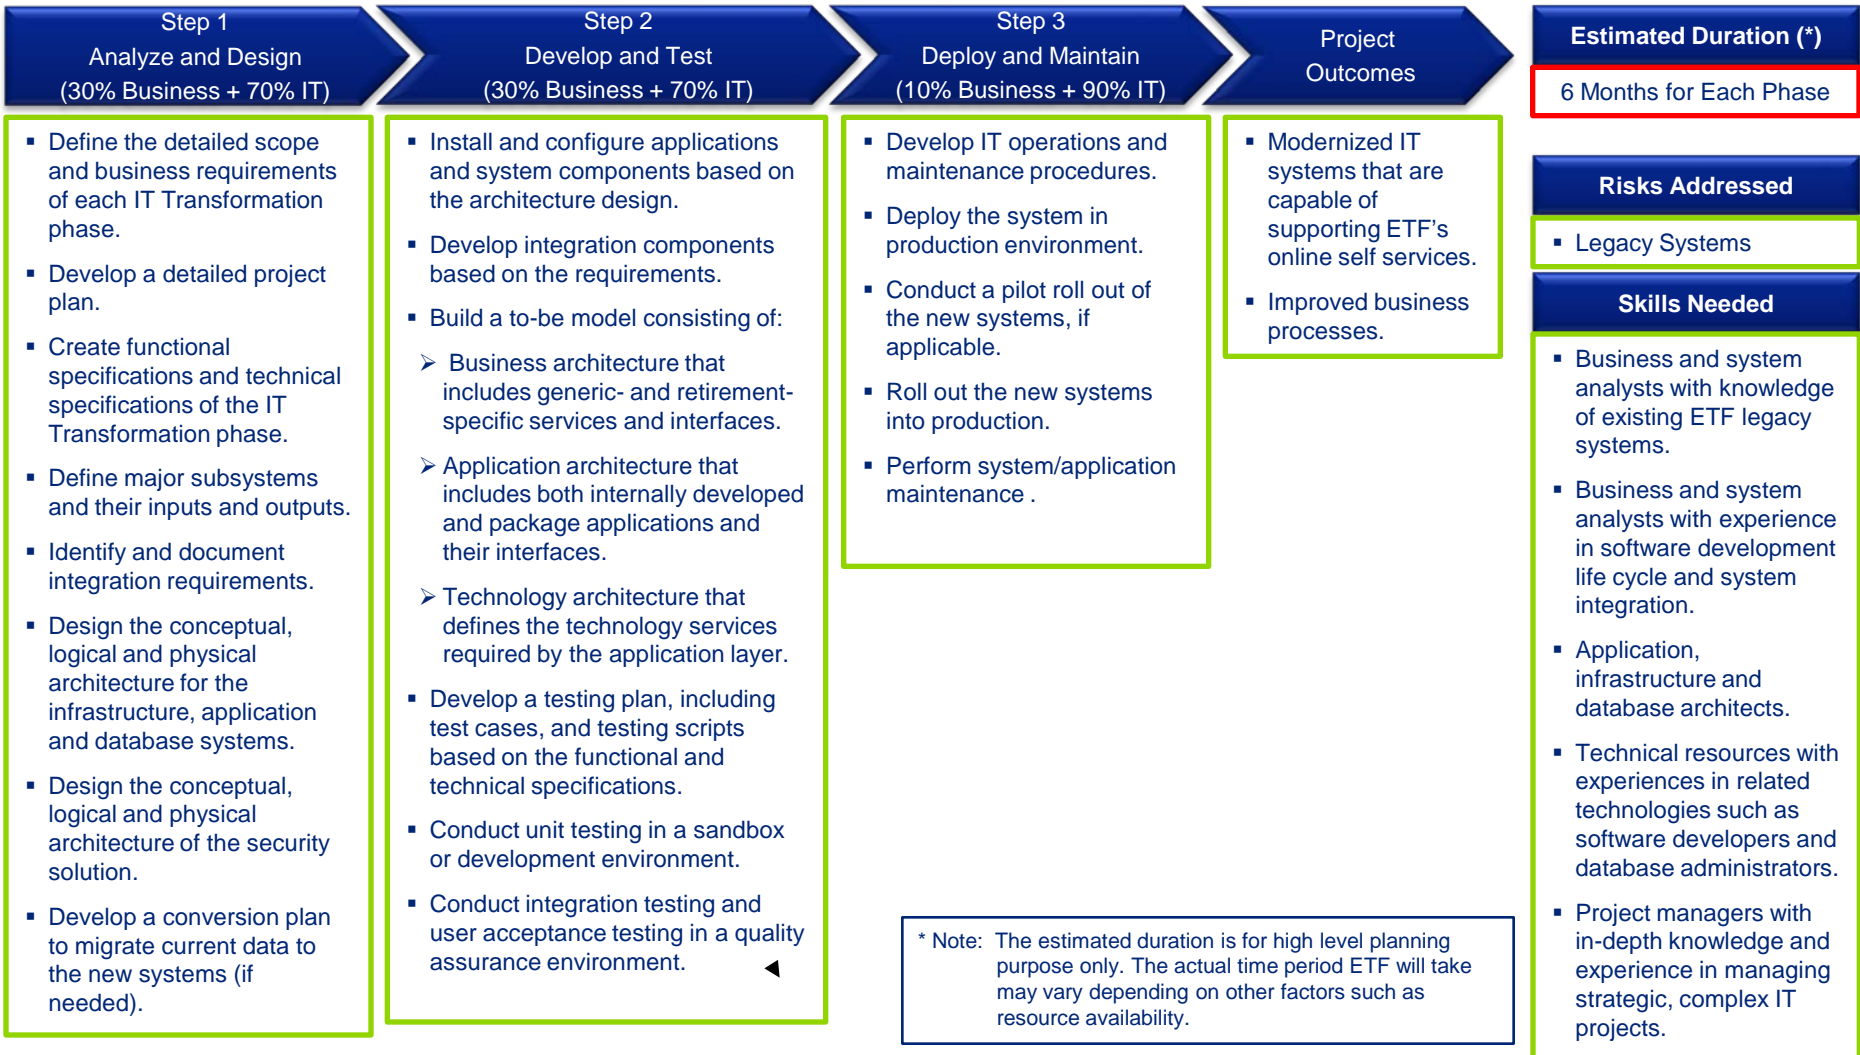 Step 1
Analyze and Design
(30% Business + 70% IT)
▪ Define the detailed scope
and business requirements
of each IT Transformation
phase.
▪ Develop a detailed project
plan.
▪ Create functional
specifications and technical
specifications of the IT
Transformation phase.
▪ Define major subsystems
and their inputs and outputs.
▪ Identify and document
integration requirements.
▪ Design the conceptual,
logical and physical
architecture for the
infrastructure, application
and database systems.
▪ Design the conceptual,
logical and physical
architecture of the security
solution.
▪ Develop a conversion plan
to migrate current data to
the new systems (if
needed).
Step 2
Develop and Test
(30% Business + 70% IT)
▪ Install and configure applications
and system components based on
the architecture design.
▪ Develop integration components
based on the requirements.
▪ Build a to-be model consisting of:
➢ Business architecture that
includes generic- and retirement-
specific services and interfaces.
➢ Application architecture that
includes both internally developed
and package applications and
their interfaces.
➢ Technology architecture that
defines the technology services
required by the application layer.
▪ Develop a testing plan, including
test cases, and testing scripts
based on the functional and
technical specifications.
▪ Conduct unit testing in a sandbox
or development environment.
▪ Conduct integration testing and
user acceptance testing in a quality
assurance environment.
Step 3
Deploy and Maintain
(10% Business + 90% IT)
▪ Develop IT operations and
maintenance procedures.
▪ Deploy the system in
production environment.
▪ Conduct a pilot roll out of
the new systems, if
applicable.
▪ Roll out the new systems
into production.
▪ Perform system/application
maintenance .
Project
Outcomes
▪ Modernized IT
systems that are
capable of
supporting ETF's
online self services.
▪ Improved business
processes.
* Note: The estimated duration is for high level planning
purpose only. The actual time period ETF will take
may vary depending on other factors such as
resource availability.
Estimated Duration (*)
6 Months for Each Phase
Risks Addressed
▪ Legacy Systems
Skills Needed
▪ Business and system
analysts with knowledge
of existing ETF legacy
systems.
▪ Business and system
analysts with experience
in software development
life cycle and system
integration.
▪ Application,
infrastructure and
database architects.
▪ Technical resources with
experiences in related
technologies such as
software developers and
database administrators.
▪ Project managers with
in-depth knowledge and
experience in managing
strategic, complex IT
projects.